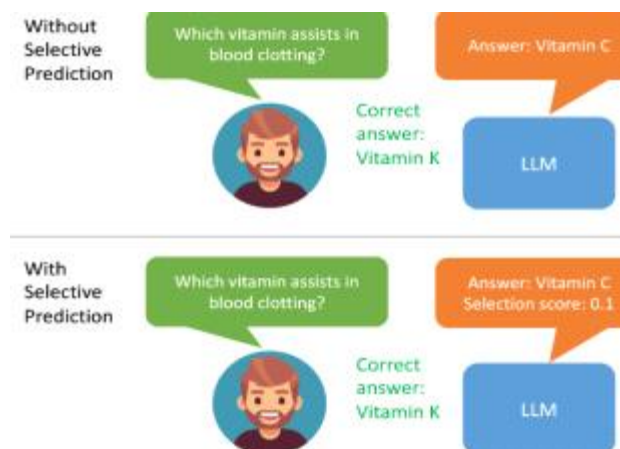 Without
Selective
Prediction
Which vitamin assists in
blood clotting?
Answer: Vitamin C
Correct
answer:
Vitamin K
LLM
With
Selective
Prediction
Which vitamin assists in
blood clotting?
Answer: Vitamin C
Selection score: 0.1
Correct
answer:
Vitamin K
LLM